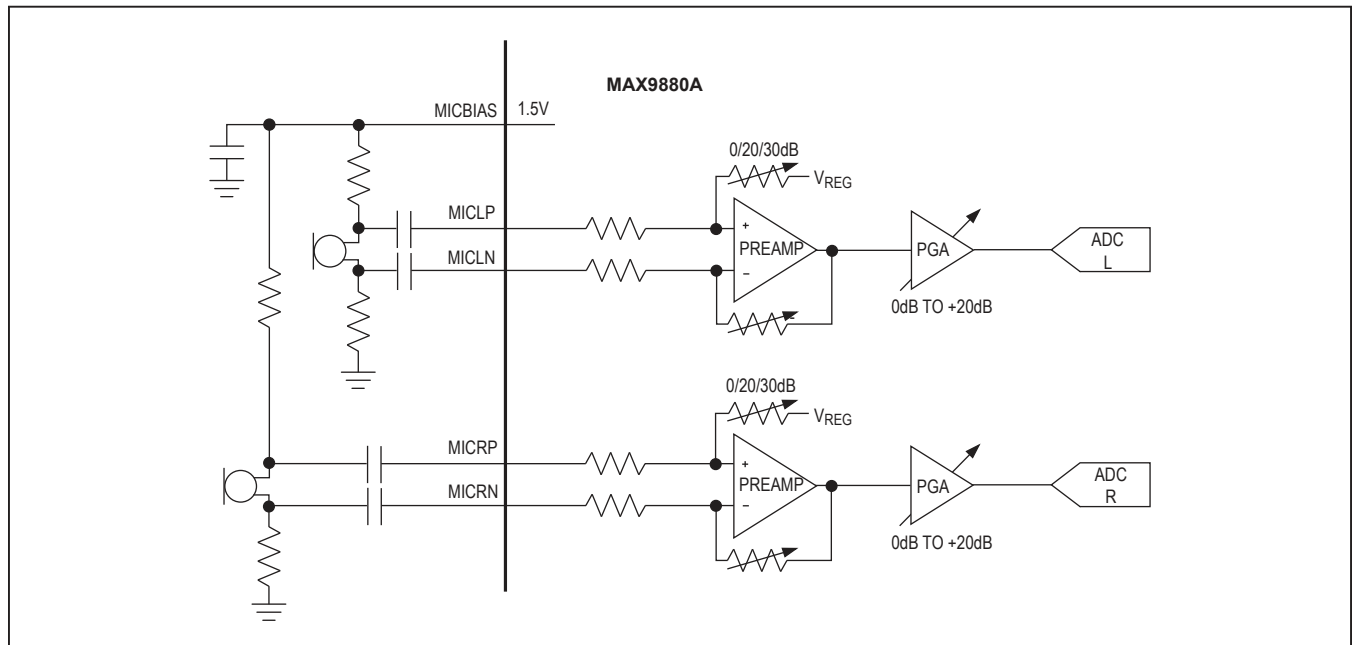 MAX9880A
MICBIAS 1.5V
0/20/30dB
VREG
MICLP
+
PREAMP
PGA
ADC
L
MICLN
−
0dB TO +20dB
0/20/30dB
VREG
MICRP
+
PREAMP
PGA
ADC
R
MICRN
−
0dB TO +20dB